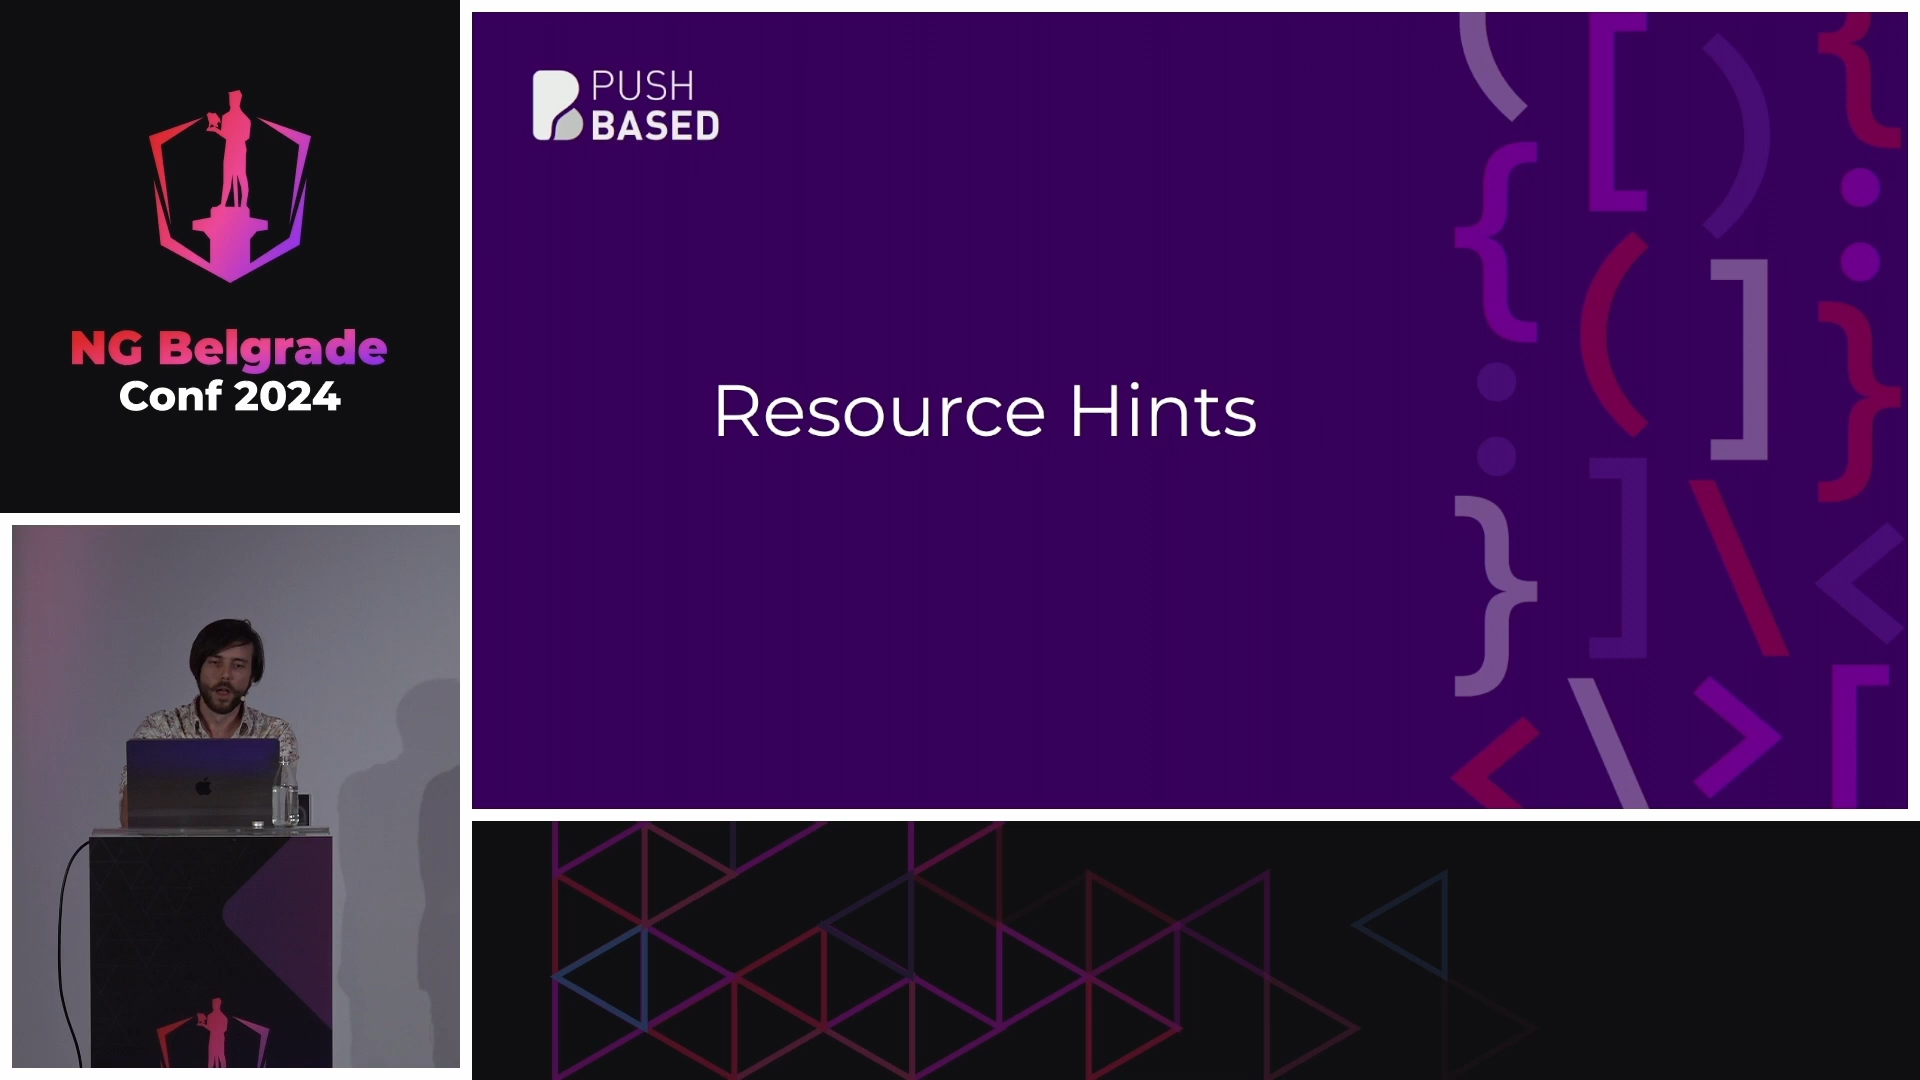 NG Belgrade
Conf 2024
PUSH
BASED
Resource Hints